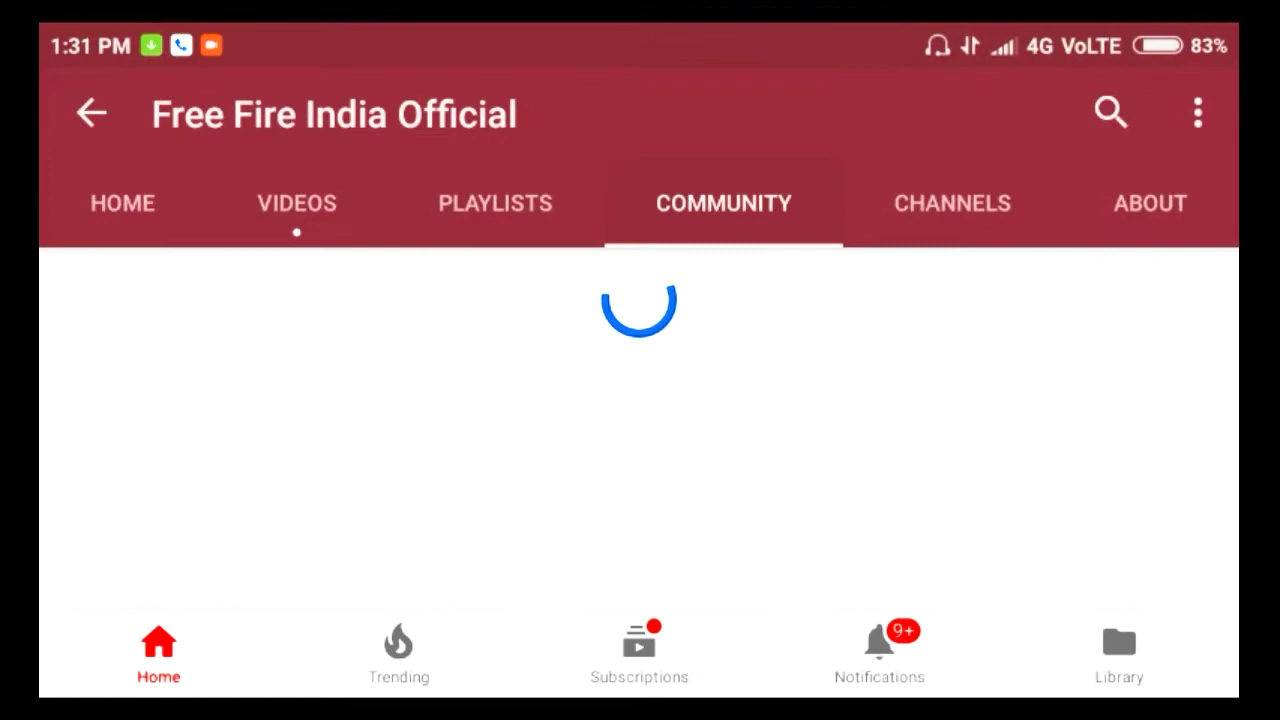 1:31 PM 4G VoLTE 83%
Free Fire India Official
HOME VIDEOS PLAYLISTS COMMUNITY CHANNELS ABOUT
9+
Home Trending Subscriptions Notifications Library